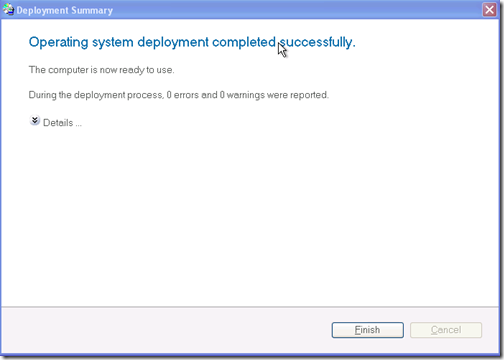 Deployment Summary
Operating system deployment completed successfully.
The computer is now ready to use.
During the deployment process, 0 errors and 0 warnings were reported.
Details ...
Finish Cancel